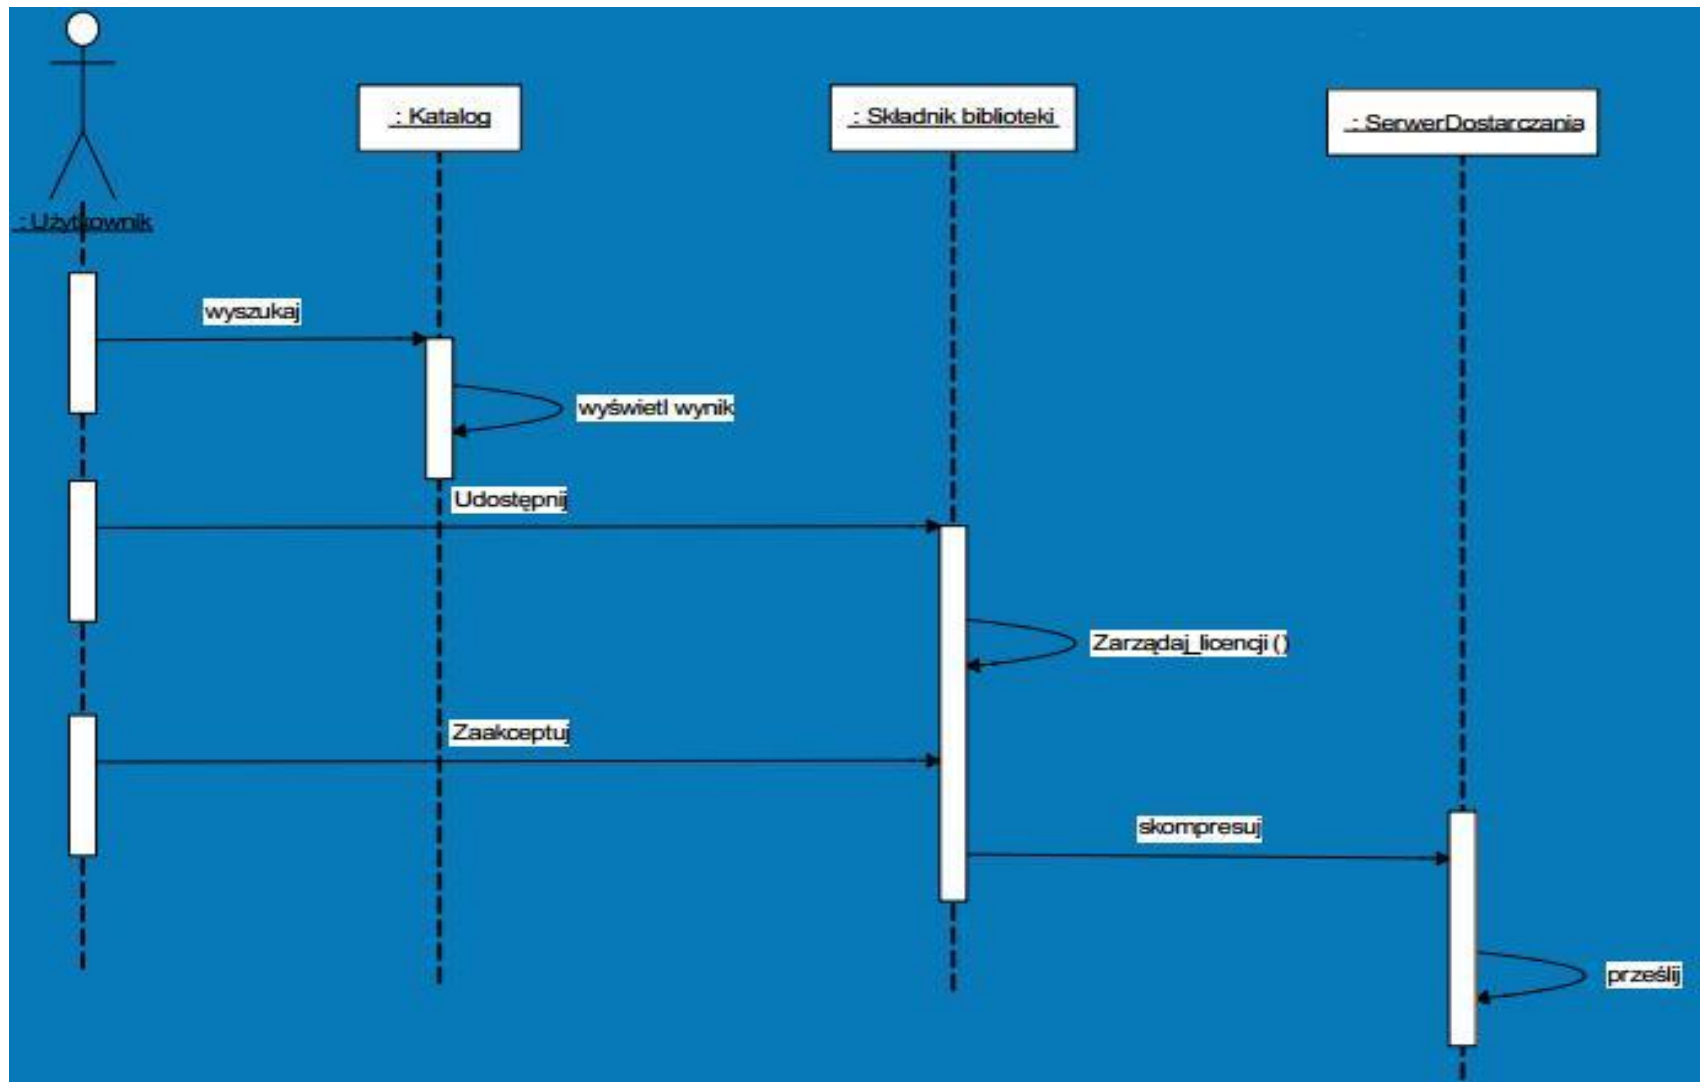 : Katalog
: Składnik biblioteki
: SerwerDostarczania
: Użytkownik
wyszukaj
wyświetl wynik
Udostępnij
Zarządaj_licencji ( )
Zaakceptuj
skompresuj
prześlij